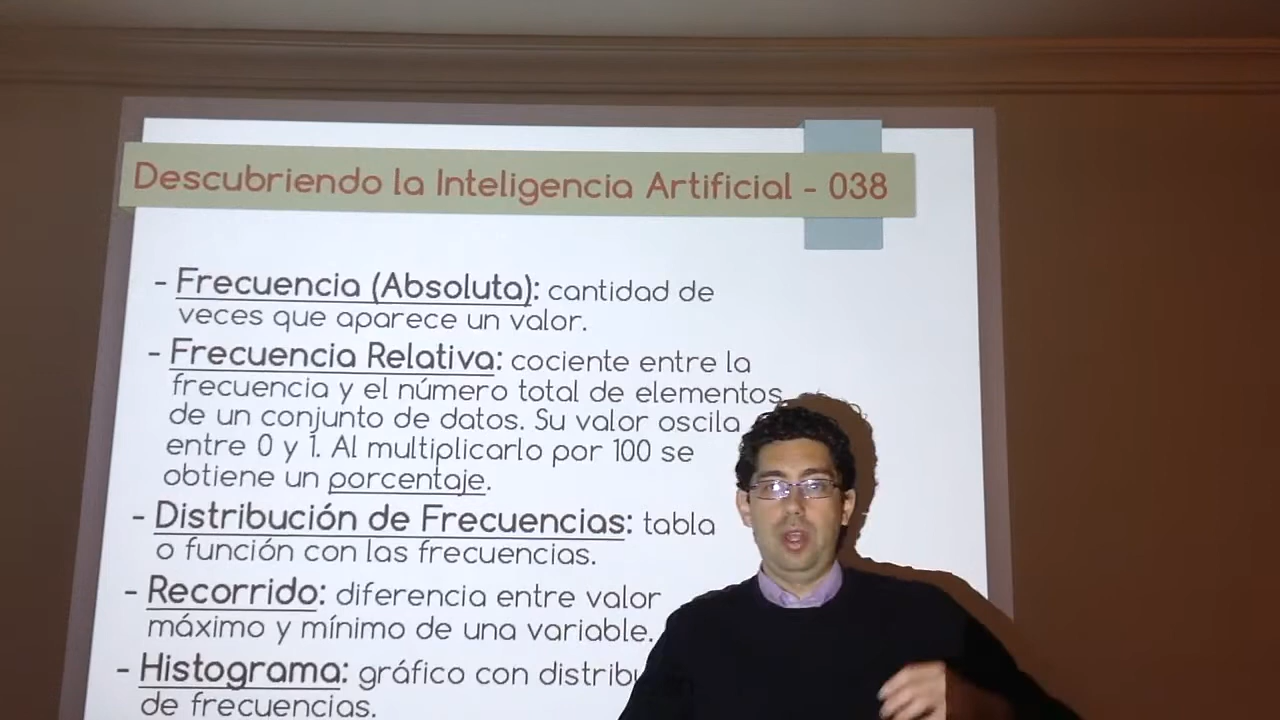 Descubriendo la Inteligencia Artificial - 038
- Frecuencia (Absoluta): cantidad de
veces que aparece un valor.
- Frecuencia Relativa: cociente entre la
frecuencia y el número total de elementos
de un conjunto de datos. Su valor oscila
entre 0 y 1. Al multiplicarlo por 100 se
obtiene un porcentaje.
- Distribución de Frecuencias: tabla
o función con las frecuencias.
- Recorrido: diferencia entre valor
máximo y mínimo de una variable.
- Histograma: gráfico con distribu
de frecuencias.